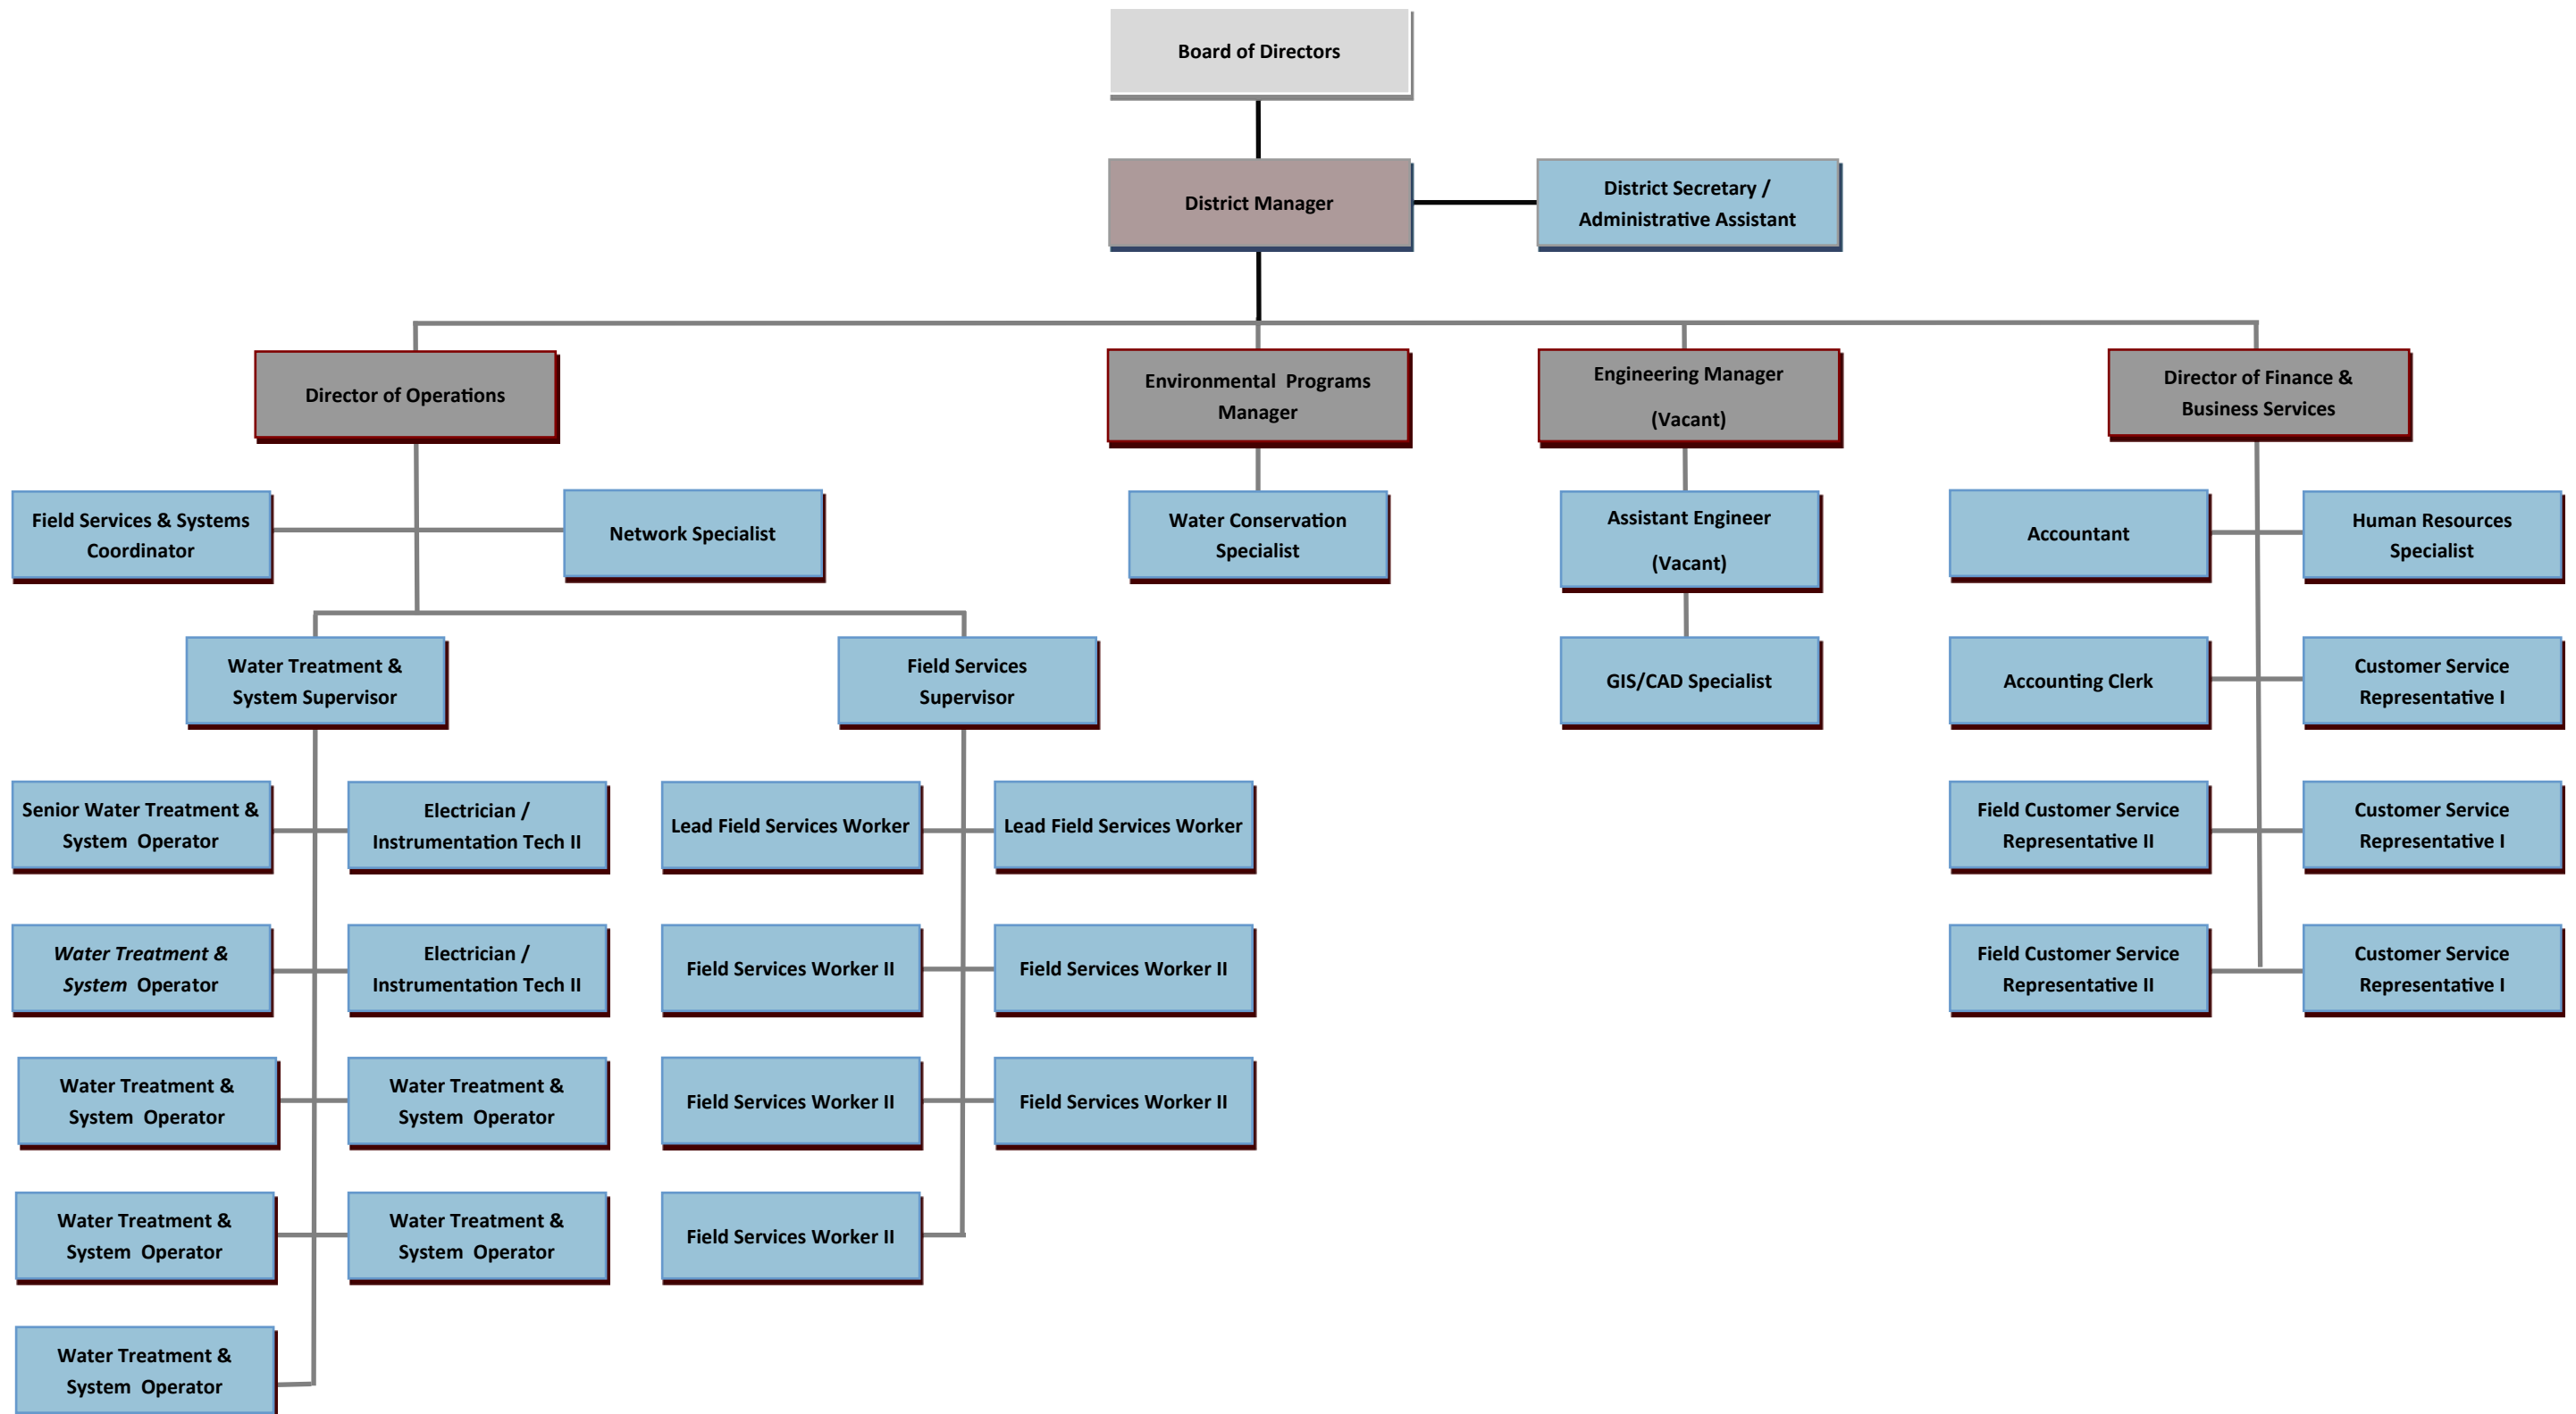 Board of Directors
District Manager
District Secretary /
Administrative Assistant
Director of Operations
Environmental Programs
Manager
Engineering Manager
(Vacant)
Director of Finance &
Business Services
Field Services & Systems
Coordinator
Network Specialist
Water Conservation
Specialist
Assistant Engineer
(Vacant)
Accountant
Human Resources
Specialist
Water Treatment &
System Supervisor
Field Services
Supervisor
GIS/CAD Specialist
Accounting Clerk
Customer Service
Representative I
Senior Water Treatment &
System Operator
Electrician /
Instrumentation Tech II
Lead Field Services Worker
Lead Field Services Worker
Field Customer Service
Representative II
Customer Service
Representative I
Water Treatment &
System Operator
Electrician /
Instrumentation Tech II
Field Services Worker II
Field Services Worker II
Field Customer Service
Representative II
Customer Service
Representative I
Water Treatment &
System Operator
Water Treatment &
System Operator
Field Services Worker II
Field Services Worker II
Water Treatment &
System Operator
Water Treatment &
System Operator
Field Services Worker II
Water Treatment &
System Operator